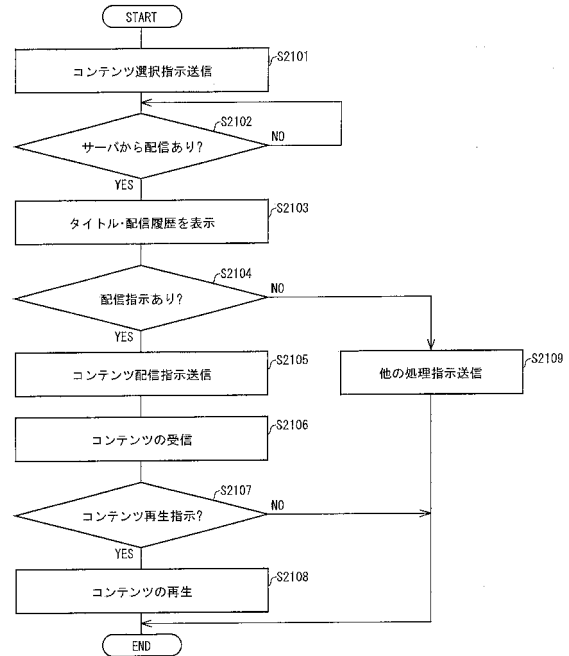 START
コンテンツ選択指示送信
S2101
サーバから配信あり?
S2102
NO
YES
タイトル・配信履歴を表示
S2103
配信指示あり?
S2104
NO
YES
コンテンツ配信指示送信
S2105
他の処理指示送信
S2109
コンテンツの受信
S2106
コンテンツ再生指示?
S2107
NO
YES
コンテンツの再生
S2108
END